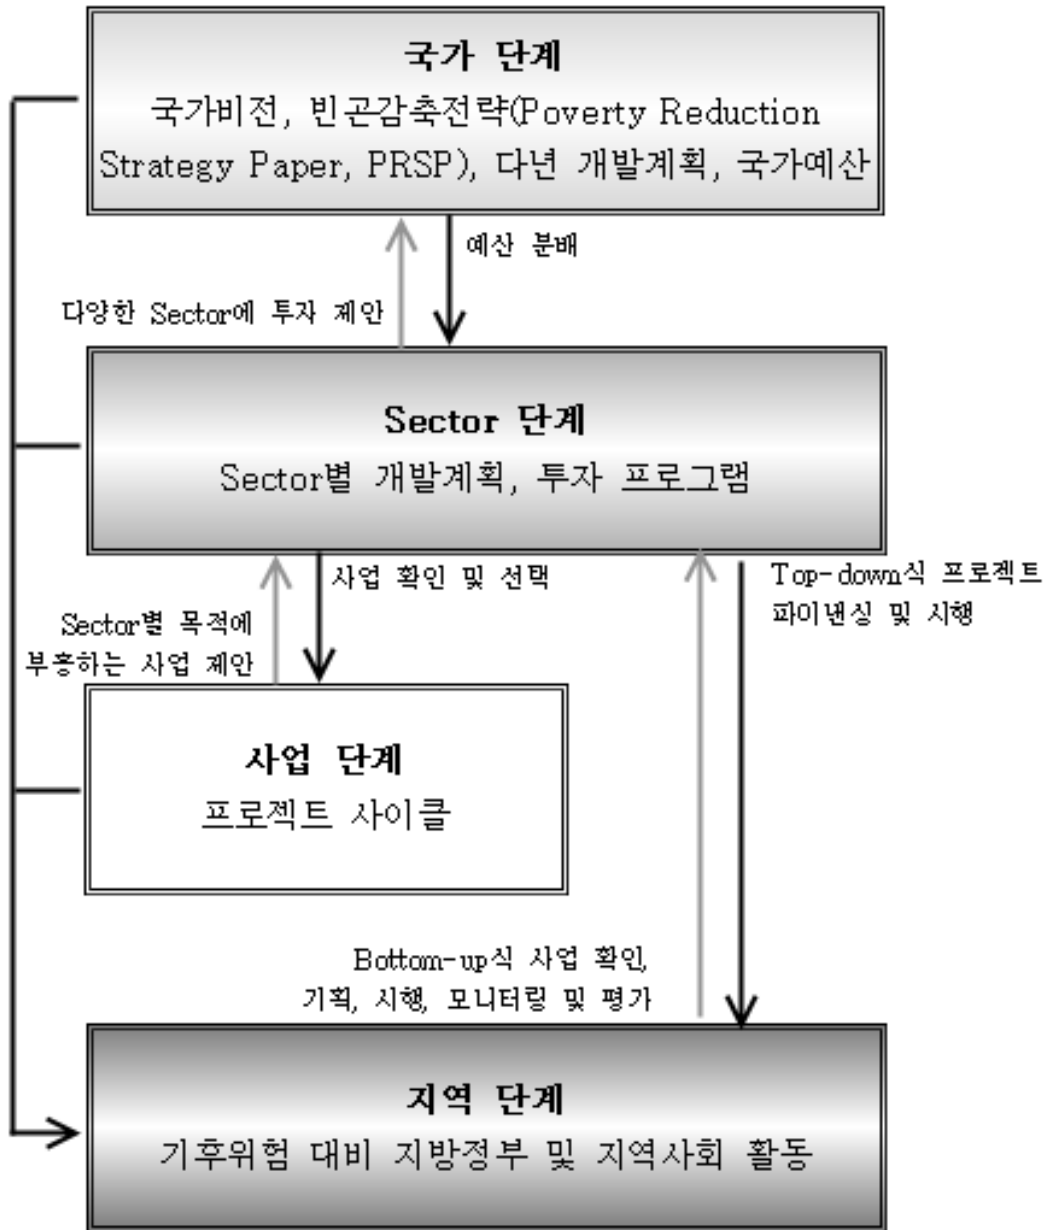 국가 단계
국가비전, 빈곤감축전략(Poverty Reduction
Strategy Paper, PRSP), 다년 개발계획, 국가예산
예산 분배
다양한 Sector에 투자 제안
Sector 단계
Sector별 개발계획, 투자 프로그램
사업 확인 및 선택
Sector별 목적에
부흥하는 사업 제안
Top-down식 프로젝트
파이낸싱 및 시행
사업 단계
프로젝트 사이클
Bottom-up식 사업 확인,
기획, 시행, 모니터링 및 평가
지역 단계
기후위험 대비 지방정부 및 지역사회 활동